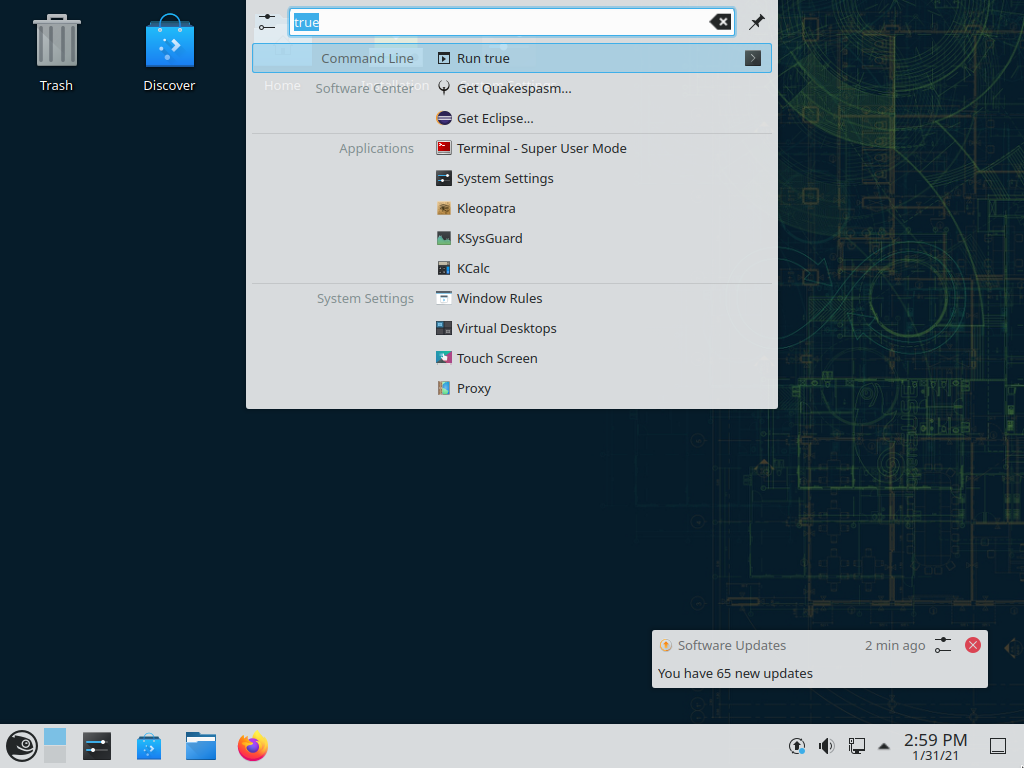 Trash
Discover
true
Command Line
Run true
Home
Software Center
Get Quakespasm...
Get Eclipse...
Applications
Terminal - Super User Mode
System Settings
Kleopatra
KSysGuard
KCalc
System Settings
Window Rules
Virtual Desktops
Touch Screen
Proxy
Software Updates
2 min ago
You have 65 new updates
2:59 PM
1/31/21